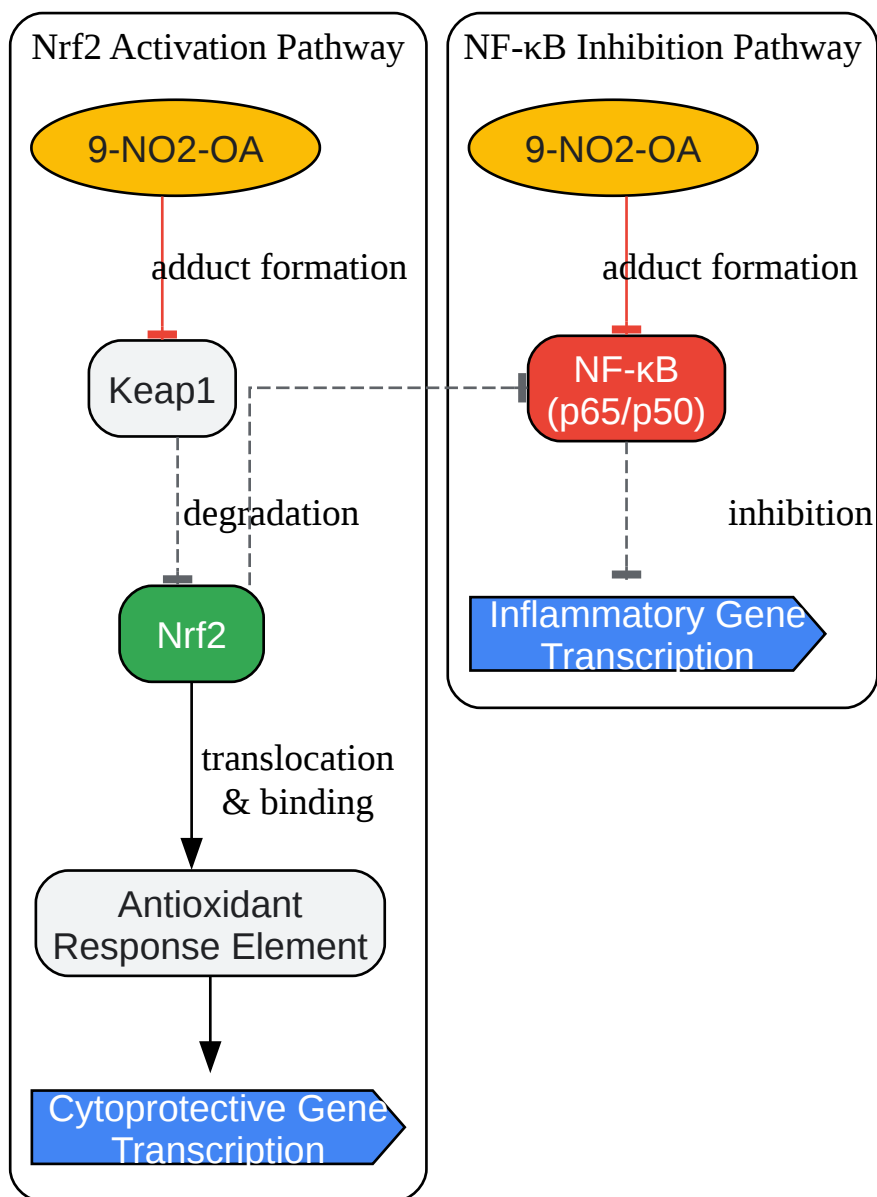 Nrf2 Activation Pathway
9-NO2-OA
adduct formation
Keap1
degradation
Nrf2
translocation
& binding
Antioxidant
Response Element
Cytoprotective Gene
Transcription
NF-κB Inhibition Pathway
9-NO2-OA
adduct formation
NF-κB
(p65/p50)
inhibition
Inflammatory Gene
Transcription